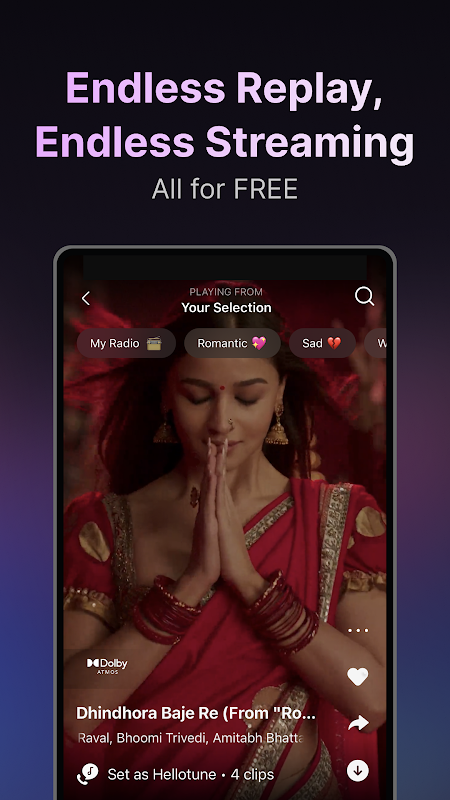 Endless Replay,
Endless Streaming
All for FREE
PLAYING FROM
Your Selection
My Radio
Romantic
Sad
W
Dolby
ATMOS
Dhindhora Baje Re (From "Ro...
Raval, Bhoomi Trivedi, Amitabh Bhatta
Set as Hellotune • 4 clips